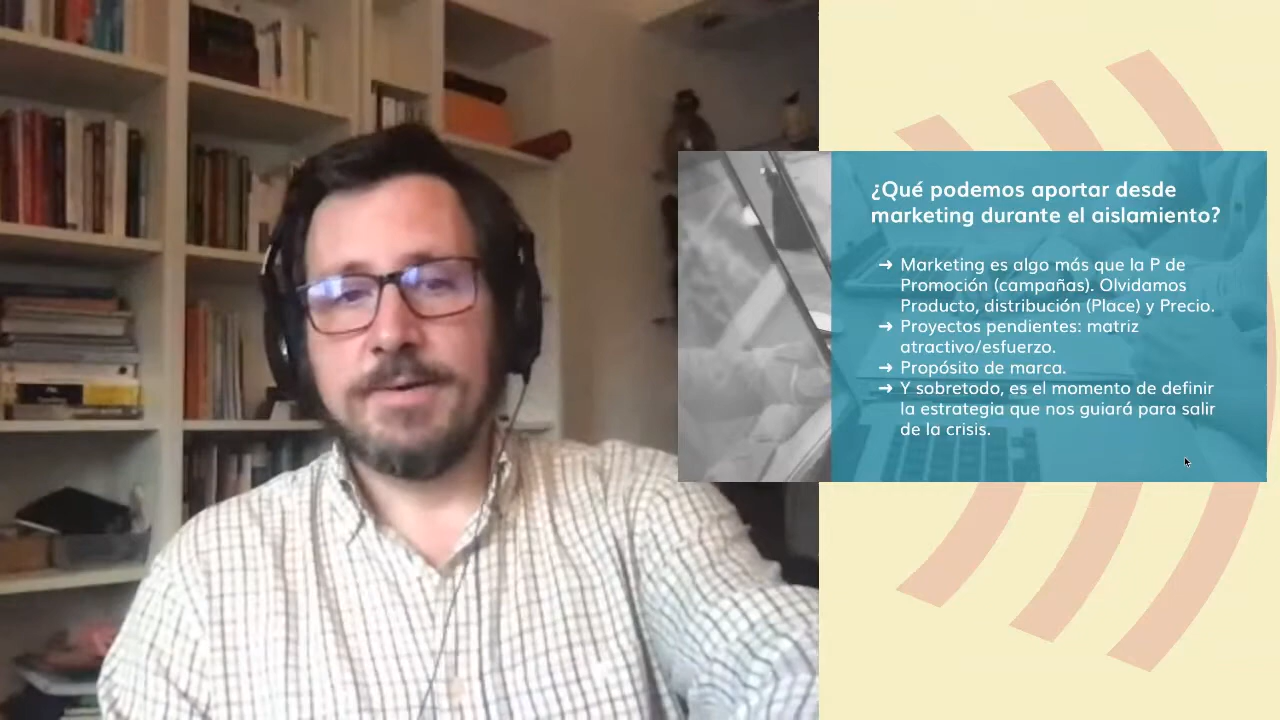 ¿Qué podemos aportar desde
marketing durante el aislamiento?
➜ Marketing es algo más que la P de
Promoción (campañas). Olvidamos
Producto, distribución (Place) y Precio.
➜ Proyectos pendientes: matriz
atractivo/esfuerzo.
➜ Propósito de marca.
➜ Y sobretodo, es el momento de definir
la estrategia que nos guiará para salir
de la crisis.